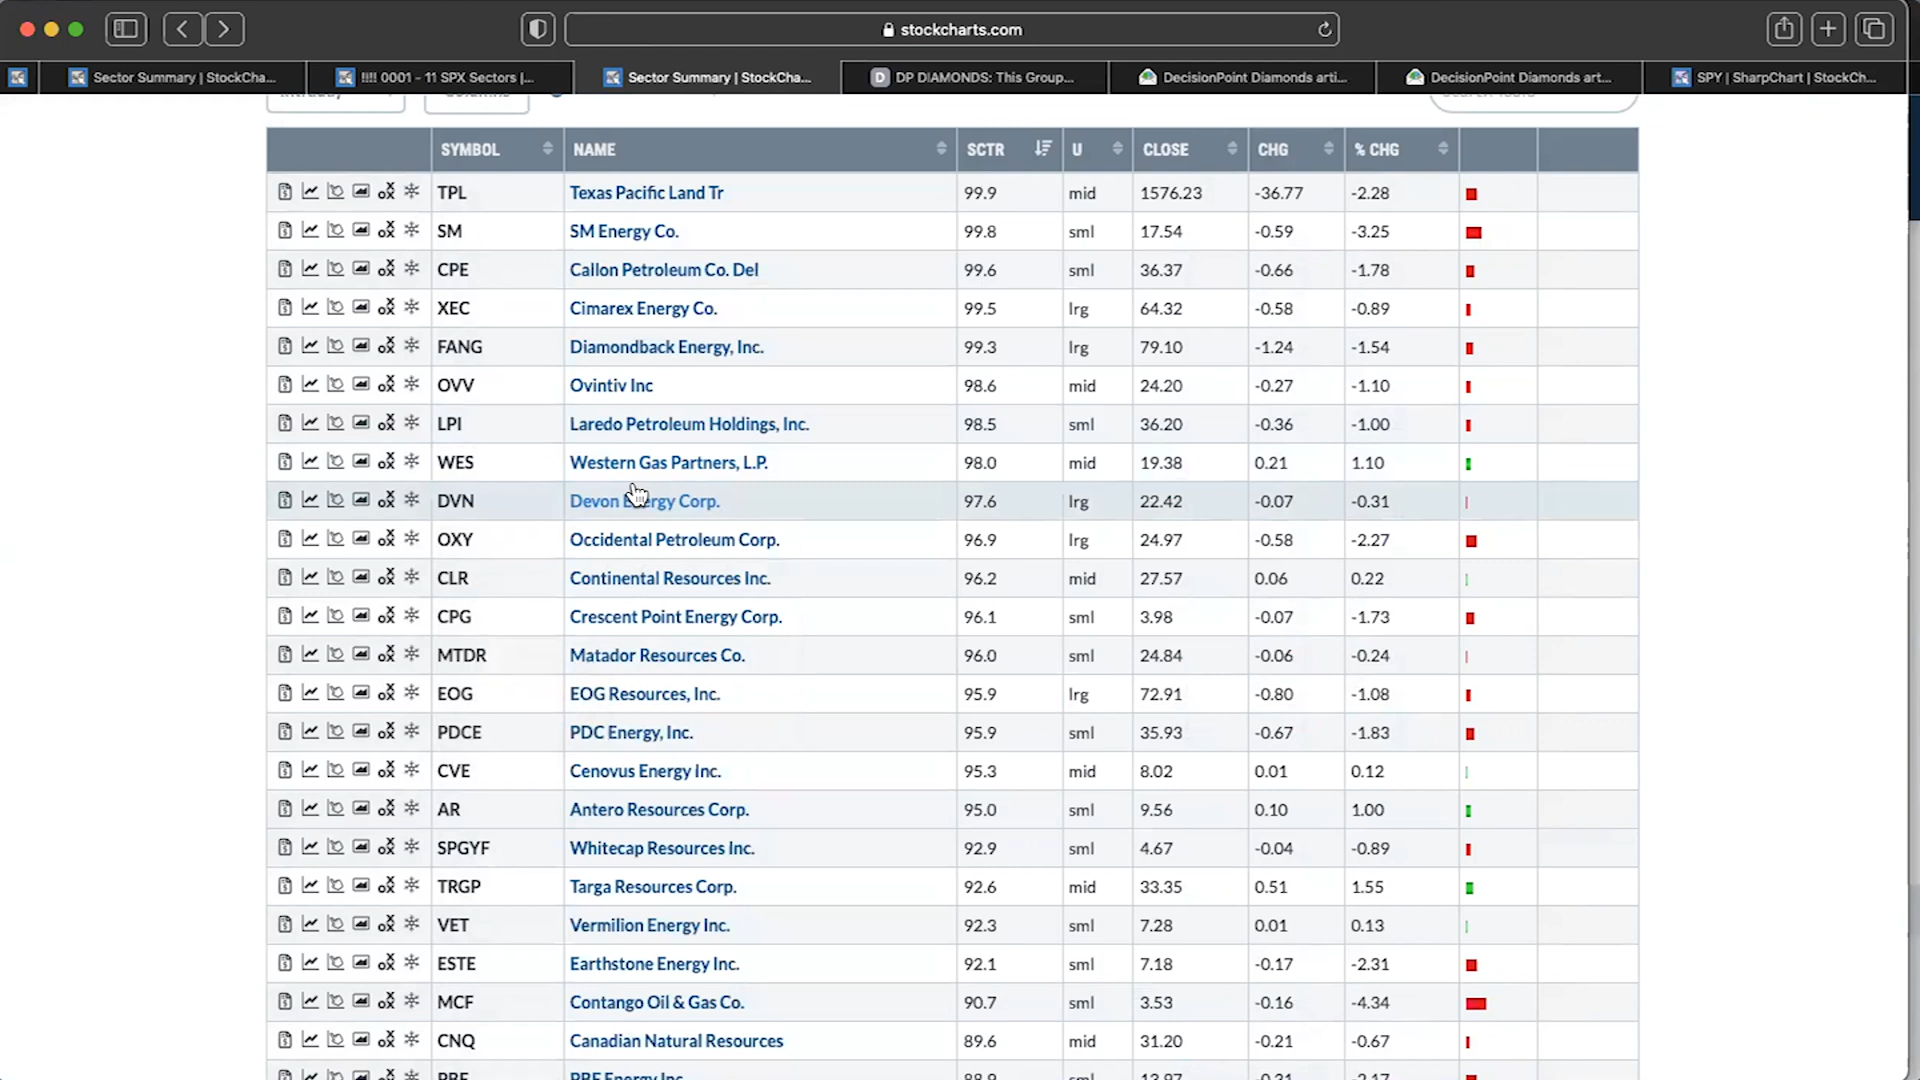 stockcharts.com
Sector Summary | StockCha... !!!! 0001 - 11 SPX Sectors |... Sector Summary | StockCha... D DP DIAMONDS: This Group... DecisionPoint Diamonds arti... DecisionPoint Diamonds art... SPY | SharpChart | StockCh...
SYMBOL NAME SCTR U CLOSE CHG % CHG
TPL Texas Pacific Land Tr 99.9 mid 1576.23 -36.77 -2.28
SM SM Energy Co. 99.8 sml 17.54 -0.59 -3.25
CPE Callon Petroleum Co. Del 99.6 sml 36.37 -0.66 -1.78
XEC Cimarex Energy Co. 99.5 lrg 64.32 -0.58 -0.89
FANG Diamondback Energy, Inc. 99.3 lrg 79.10 -1.24 -1.54
OVV Ovintiv Inc 98.6 mid 24.20 -0.27 -1.10
LPI Laredo Petroleum Holdings, Inc. 98.5 sml 36.20 -0.36 -1.00
WES Western Gas Partners, L.P. 98.0 mid 19.38 0.21 1.10
DVN Devon Energy Corp. 97.6 lrg 22.42 -0.07 -0.31
OXY Occidental Petroleum Corp. 96.9 lrg 24.97 -0.58 -2.27
CLR Continental Resources Inc. 96.2 mid 27.57 0.06 0.22
CPG Crescent Point Energy Corp. 96.1 sml 3.98 -0.07 -1.73
MTDR Matador Resources Co. 96.0 sml 24.84 -0.06 -0.24
EOG EOG Resources, Inc. 95.9 lrg 72.91 -0.80 -1.08
PDCE PDC Energy, Inc. 95.9 sml 35.93 -0.67 -1.83
CVE Cenovus Energy Inc. 95.3 mid 8.02 0.01 0.12
AR Antero Resources Corp. 95.0 sml 9.56 0.10 1.00
SPGYF Whitecap Resources Inc. 92.9 sml 4.67 -0.04 -0.89
TRGP Targa Resources Corp. 92.6 mid 33.35 0.51 1.55
VET Vermilion Energy Inc. 92.3 sml 7.28 0.01 0.13
ESTE Earthstone Energy Inc. 92.1 sml 7.18 -0.17 -2.31
MCF Contango Oil & Gas Co. 90.7 sml 3.53 -0.16 -4.34
CNQ Canadian Natural Resources 89.6 mid 31.20 -0.21 -0.67
PBF PBF Energy Inc. 88.9 sml 13.97 -0.31 -2.17